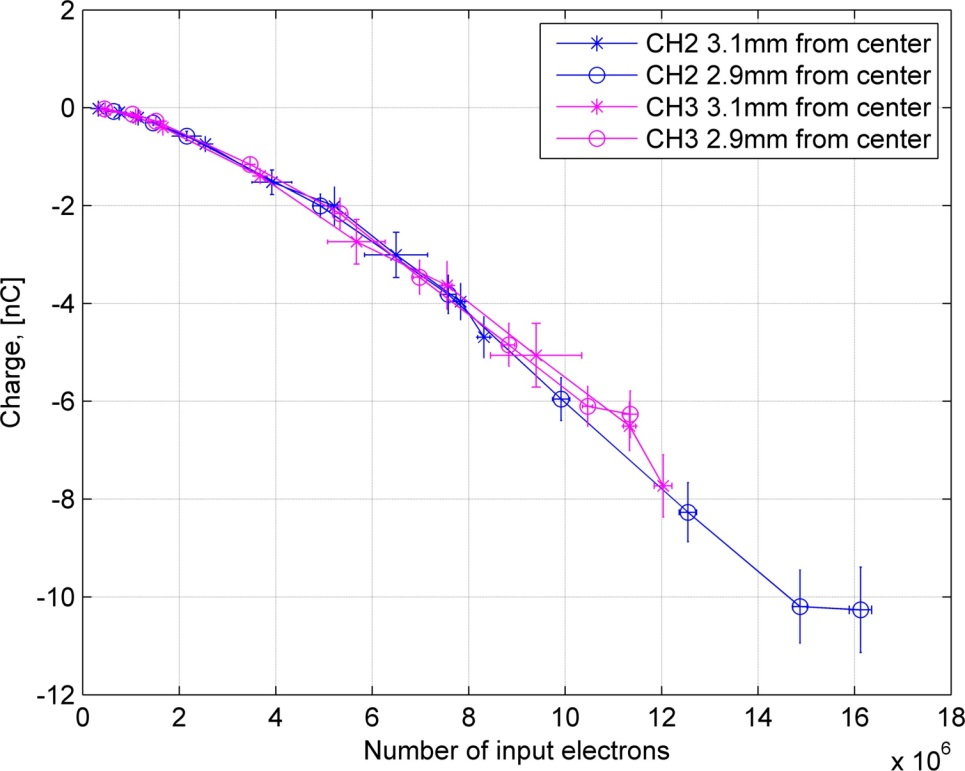 2
0
-2
-4
-6
-8
-10
-12
Charge, [nC]
CH2 3.1mm from center
CH2 2.9mm from center
CH3 3.1mm from center
CH3 2.9mm from center
0 2 4 6 8 10 12 14 16 18
Number of input electrons
x 10^6